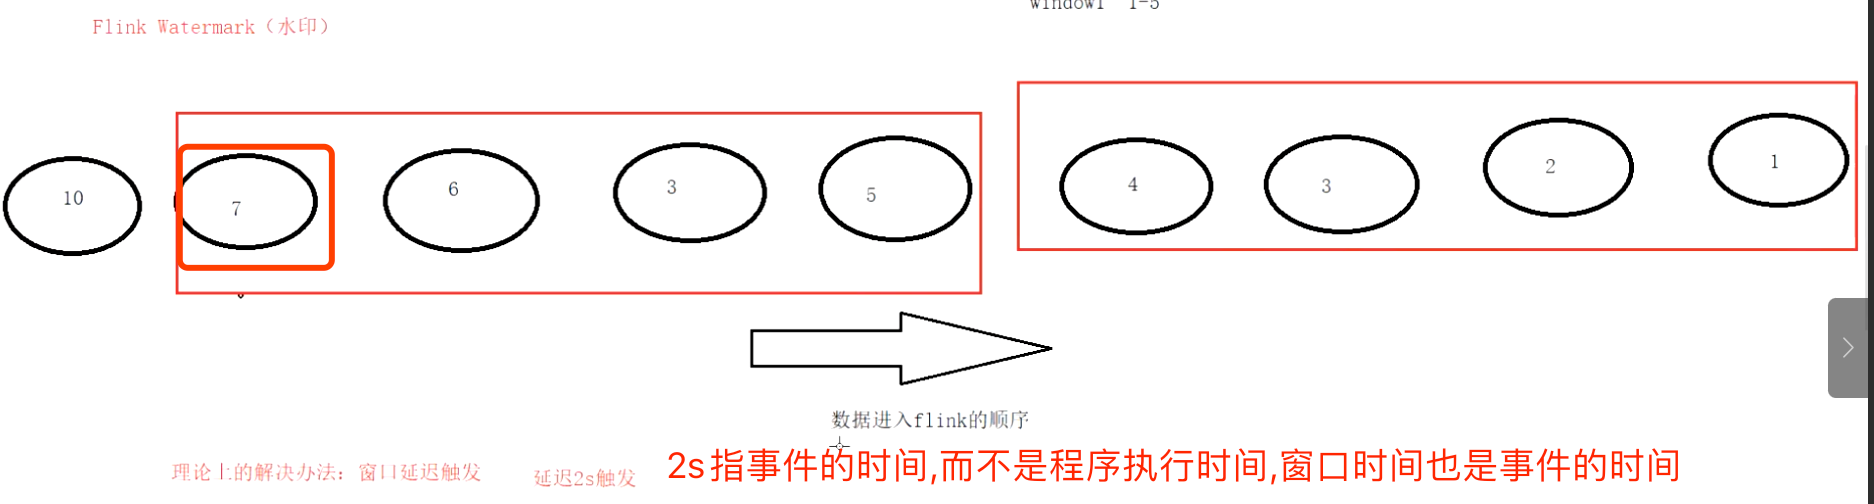 window1 1-5
Flink Watermark（水印）
10
7
6
3
5
4
3
2
1
数据进入flink的顺序
理论上的解决办法：窗口延迟触发 延迟2s触发 2s指事件的时间,而不是程序执行时间,窗口时间也是事件的时间